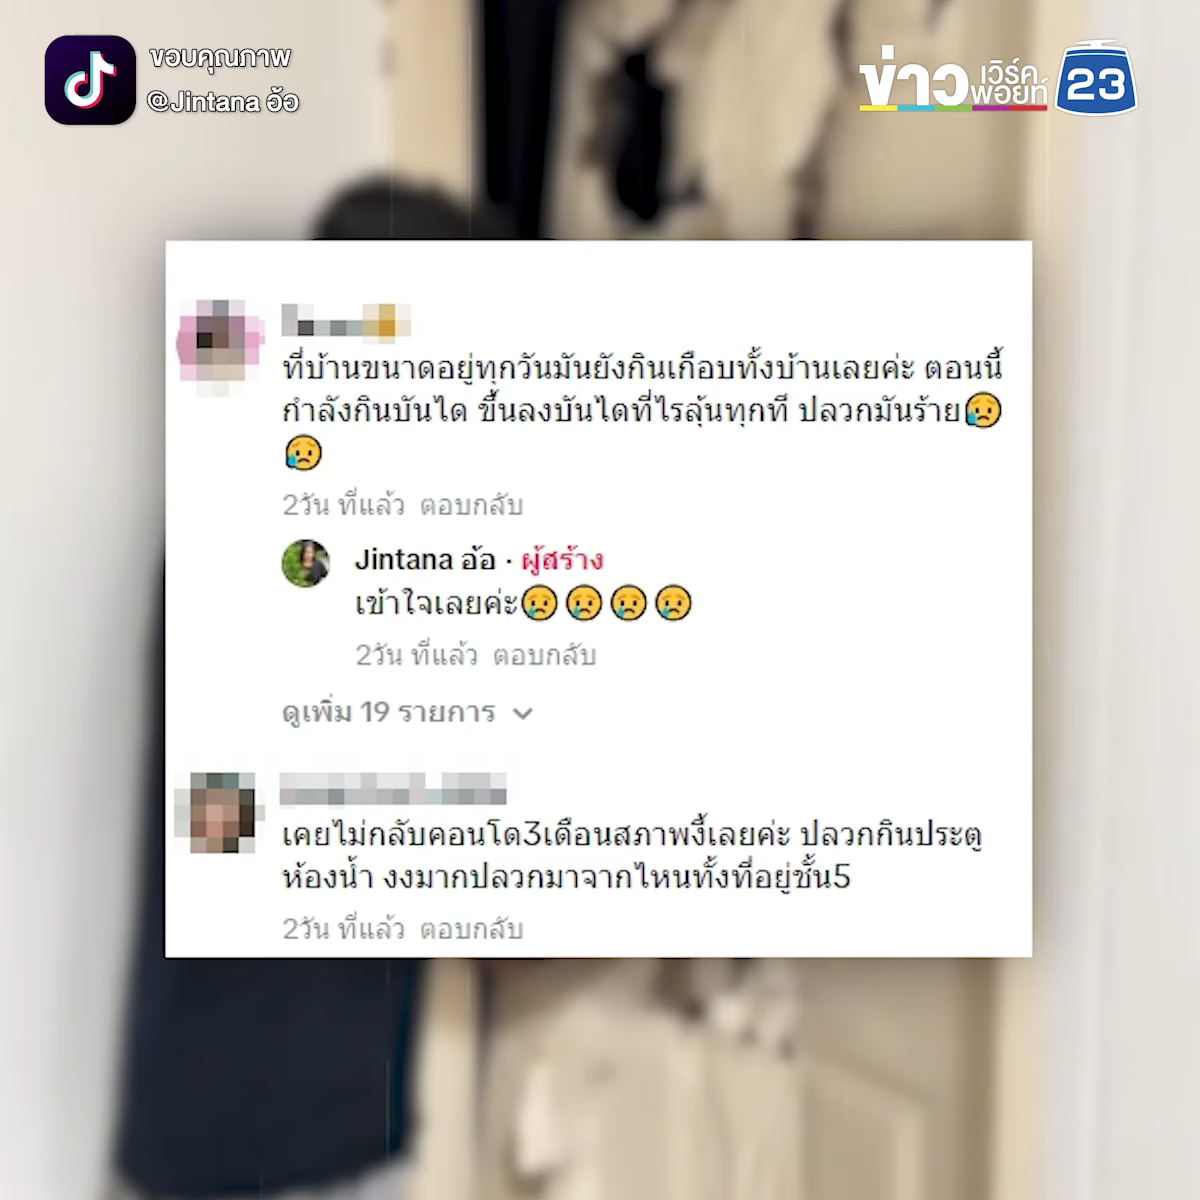 ขอบคุณภาพ
@Jintana อ้อ
ข่าวเวิร์คพอยท์ 23
ที่บ้านขนาดอยู่ทุกวันมันยังกินเกือบทั้งบ้านเลยค่ะ ตอนนี้
กำลังกินบันได ขึ้นลงบันไดที่ไรลุ้นทุกที ปลวกมันร้าย😥
😥
2วัน ที่แล้ว ตอบกลับ
Jintana อ้อ · ผู้สร้าง
เข้าใจเลยค่ะ😥😥😥😥
2วัน ที่แล้ว ตอบกลับ
ดูเพิ่ม 19 รายการ
เคยไม่กลับคอนโด3เดือนสภาพงี้เลยค่ะ ปลวกกินประตู
ห้องน้ำ งงมากปลวกมาจากไหนทั้งที่อยู่ชั้น5
2วัน ที่แล้ว ตอบกลับ